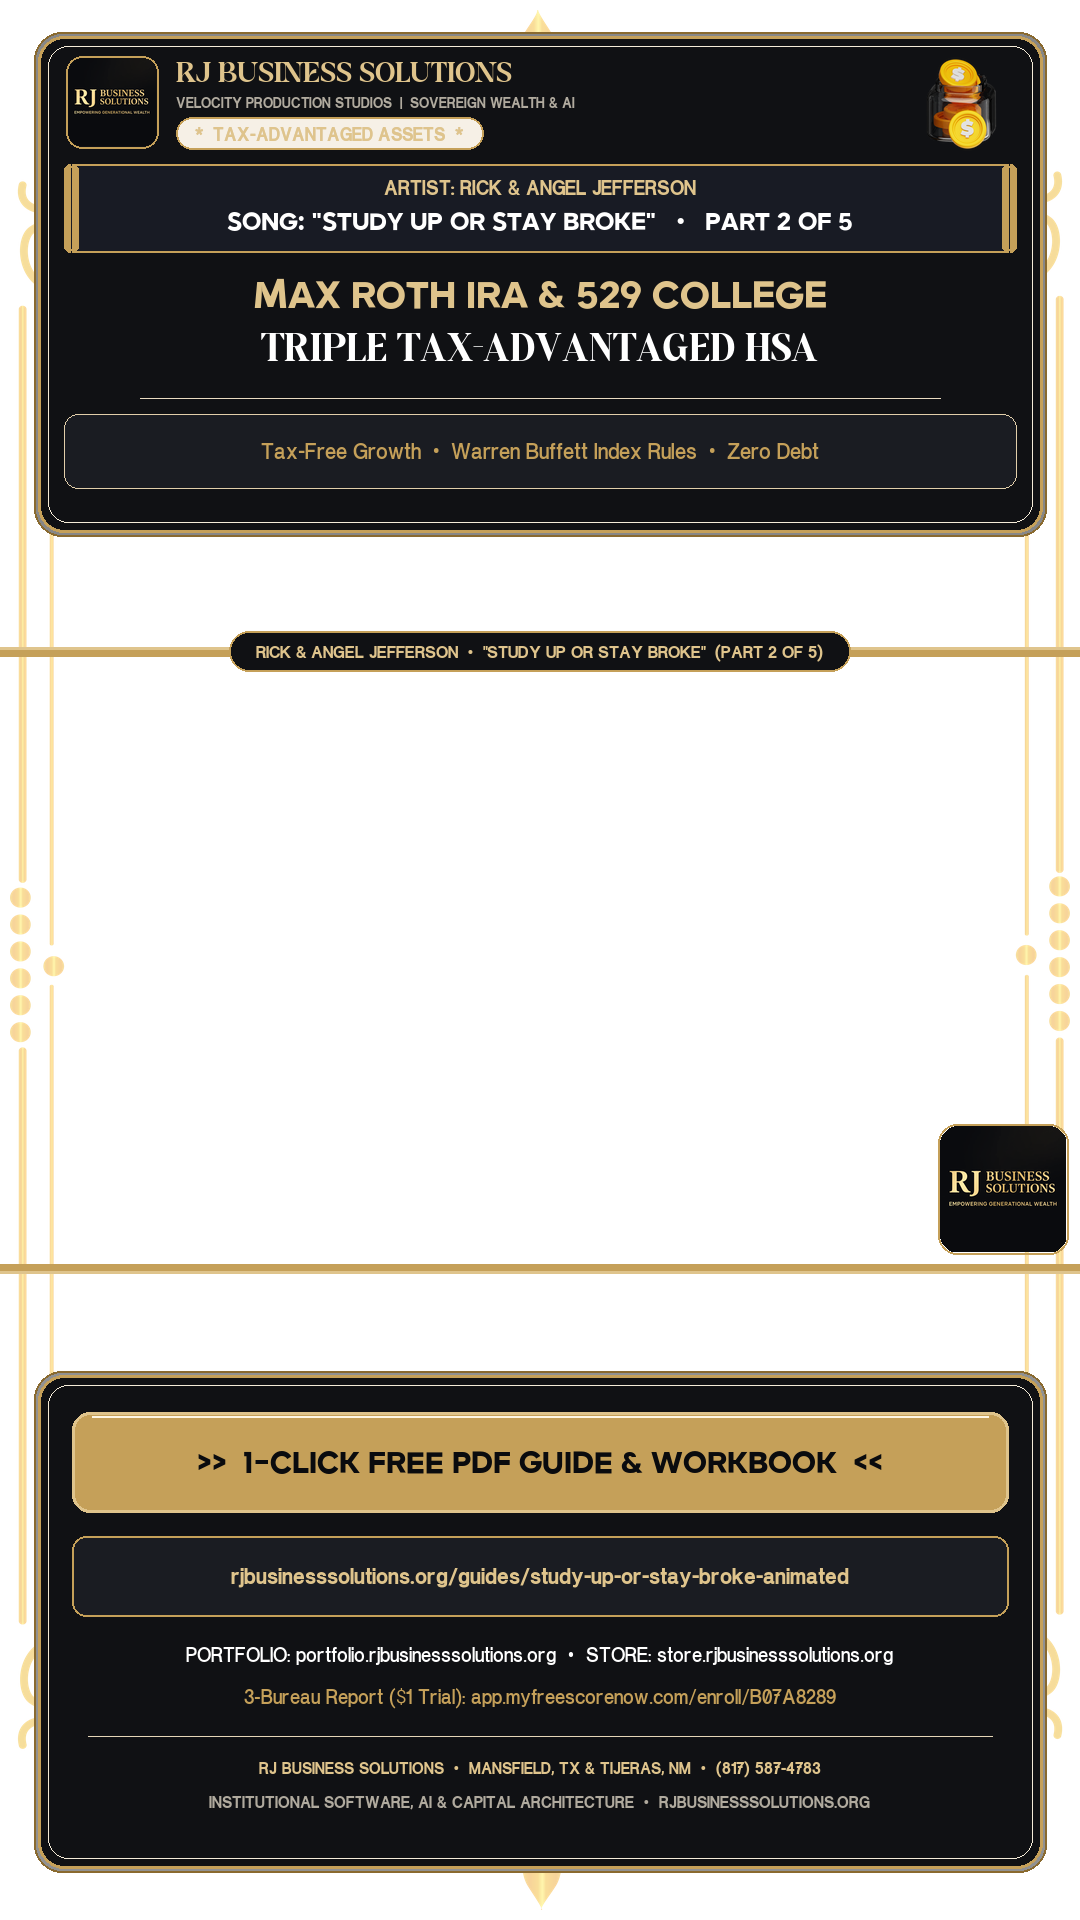 RJ BUSINESS SOLUTIONS
EMPOWERING GENERATIONAL WEALTH
RJ BUSINESS SOLUTIONS
VELOCITY PRODUCTION STUDIOS | SOVEREIGN WEALTH & AI
* TAX-ADVANTAGED ASSETS *
ARTIST: RICK & ANGEL JEFFERSON
SONG: "STUDY UP OR STAY BROKE" • PART 2 OF 5
MAX ROTH IRA & 529 COLLEGE
TRIPLE TAX-ADVANTAGED HSA
Tax-Free Growth • Warren Buffett Index Rules • Zero Debt
RICK & ANGEL JEFFERSON • "STUDY UP OR STAY BROKE" (PART 2 OF 5)
RJ BUSINESS SOLUTIONS
EMPOWERING GENERATIONAL WEALTH
>> 1-CLICK FREE PDF GUIDE & WORKBOOK <<
rjbusinesssolutions.org/guides/study-up-or-stay-broke-animated
PORTFOLIO: portfolio.rjbusinesssolutions.org • STORE: store.rjbusinesssolutions.org
3-Bureau Report ($1 Trial): app.myfreescorenow.com/enroll/B07A8289
RJ BUSINESS SOLUTIONS • MANSFIELD, TX & TIJERAS, NM • (817) 587-4783
INSTITUTIONAL SOFTWARE, AI & CAPITAL ARCHITECTURE • RJBUSINESSSOLUTIONS.ORG